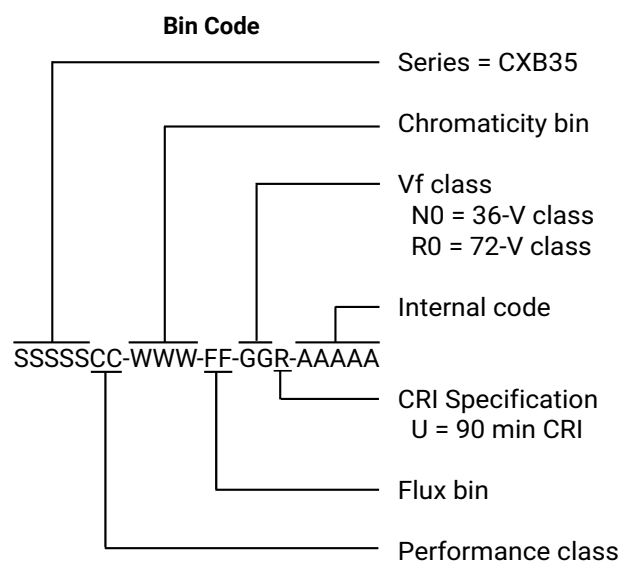 Bin Code
Series = CXB35
Chromaticity bin
Vf class
N0 = 36-V class
R0 = 72-V class
Internal code
SSSSSCC-WWW-FF-GGR-AAAAA
CRI Specification
U = 90 min CRI
Flux bin
Performance class